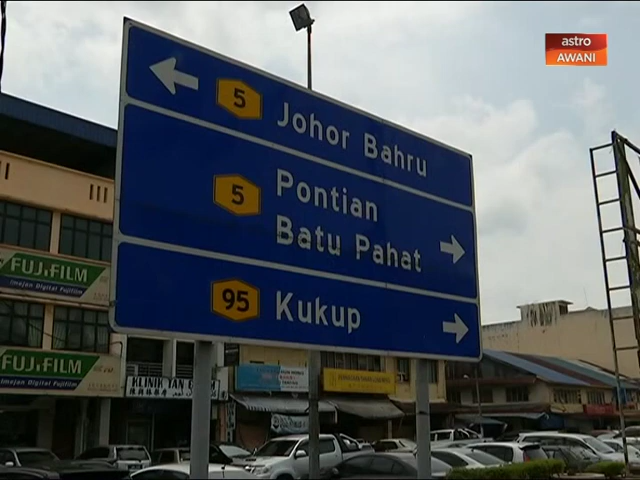 astro
AWANI
5 Johor Bahru
5 Pontian
Batu Pahat
95 Kukup
FUJIFILM
Imejan Digital Fujifilm
FUJIFILM
Imejan Digital Fujifilm
KLINIK TAN